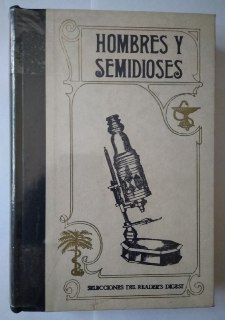 HOMBRES Y
SEMIDIOSES
SELECCIONES DEL READER'S DIGEST